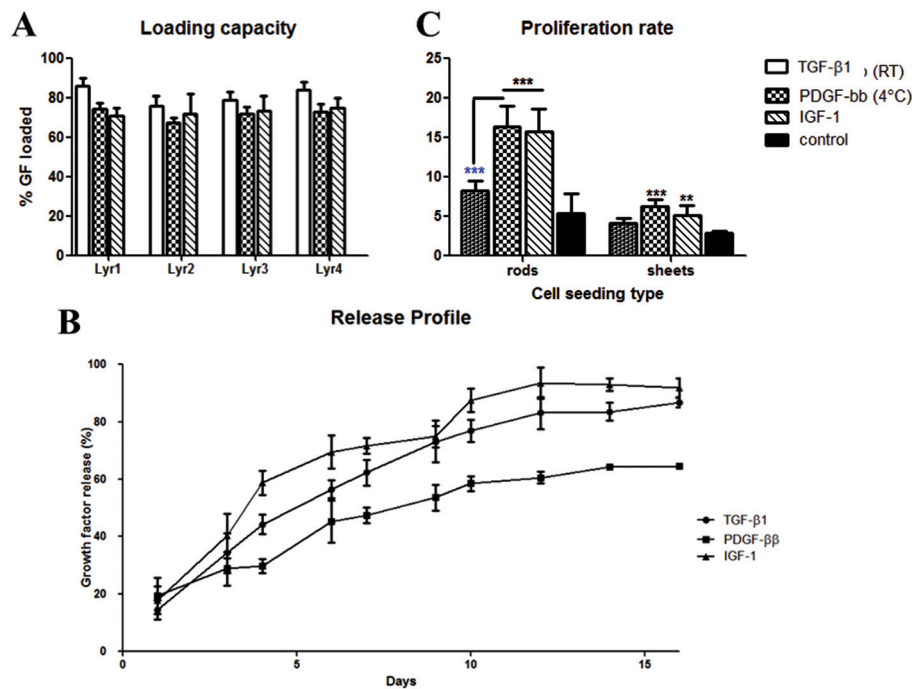 A
Loading capacity
% GF loaded
100
80
60
40
20
0
Lyr1 Lyr2 Lyr3 Lyr4
C
Proliferation rate
25
20
15
10
5
0
***
***
***
**
rods sheets
Cell seeding type
TGF-β1 (RT)
PDGF-bb (4°C)
IGF-1
control
B
Release Profile
Growth factor release (%)
100
80
60
40
20
0
0 5 10 15
Days
TGF-β1
PDGF-ββ
IGF-1